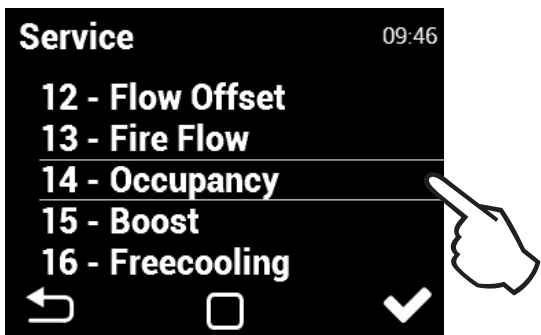 Service 09:46
12 - Flow Offset
13 - Fire Flow
14 - Occupancy
15 - Boost
16 - Freecooling